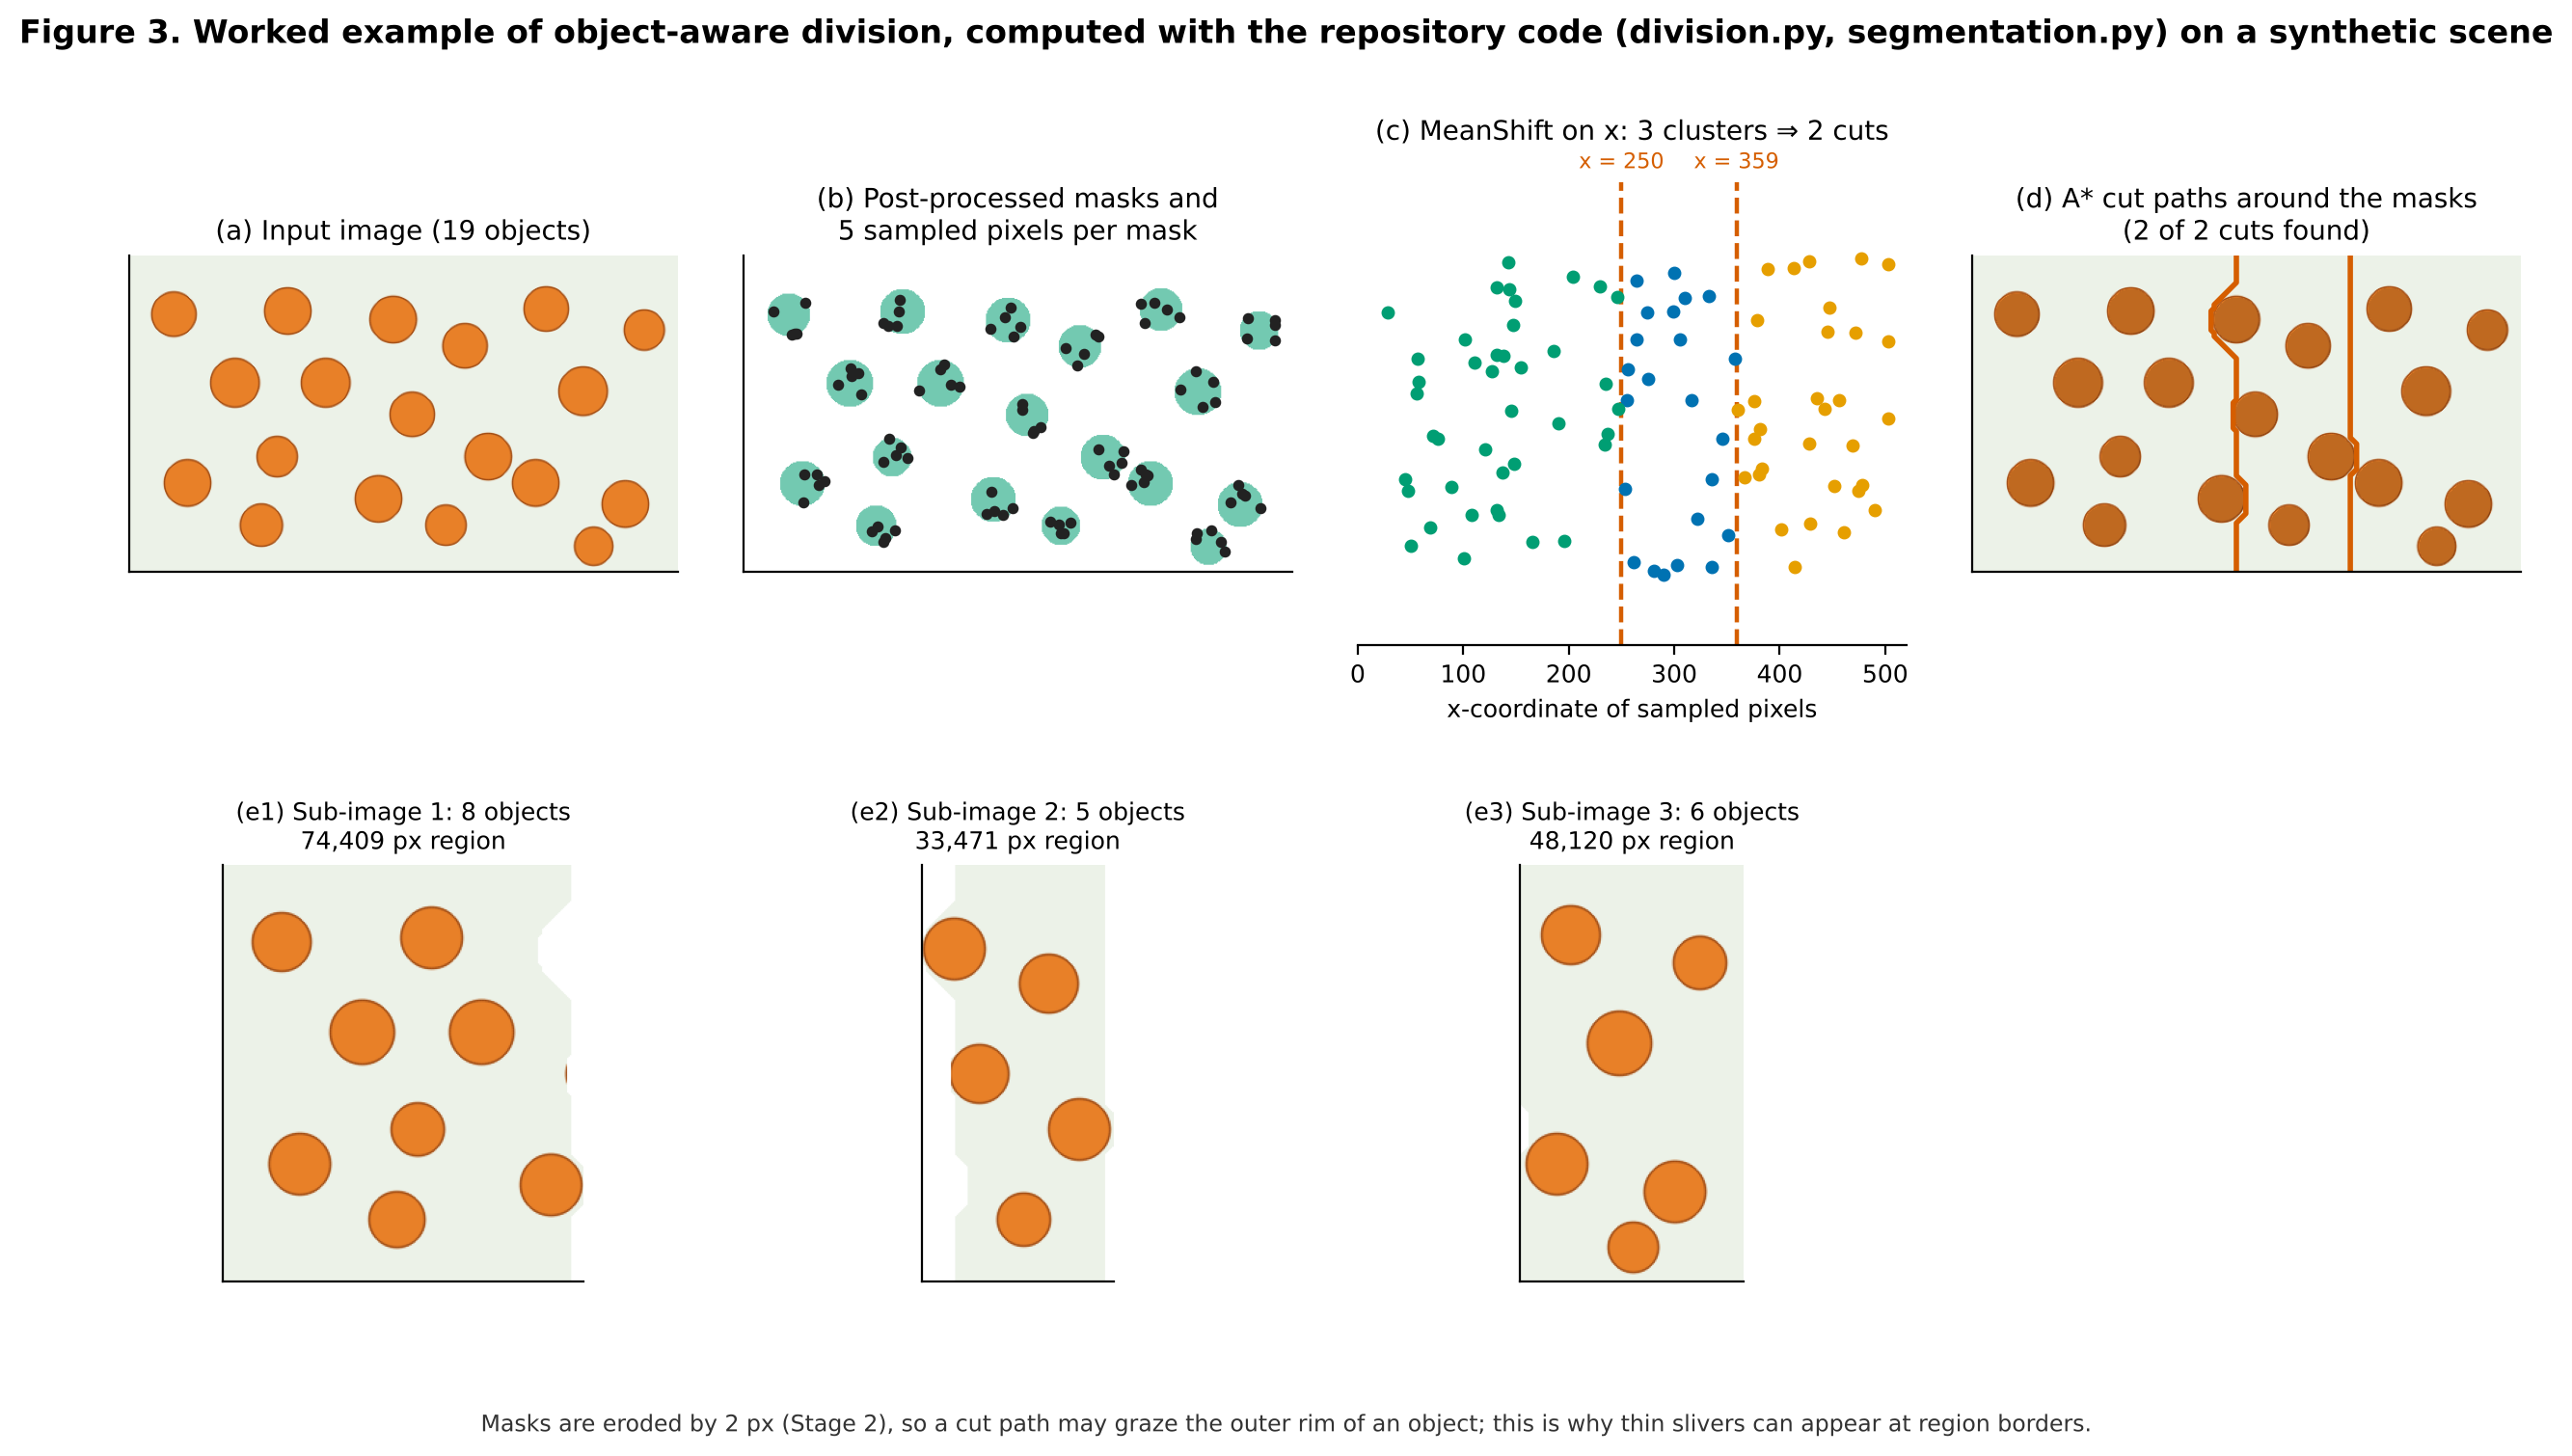 Figure 3. Worked example of object-aware division, computed with the repository code (division.py, segmentation.py) on a synthetic scene
(a) Input image (19 objects)
(b) Post-processed masks and
5 sampled pixels per mask
(c) MeanShift on x: 3 clusters ⇒ 2 cuts
x = 250 x = 359
0 100 200 300 400 500
x-coordinate of sampled pixels
(d) A* cut paths around the masks
(2 of 2 cuts found)
(e1) Sub-image 1: 8 objects
74,409 px region
(e2) Sub-image 2: 5 objects
33,471 px region
(e3) Sub-image 3: 6 objects
48,120 px region
Masks are eroded by 2 px (Stage 2), so a cut path may graze the outer rim of an object; this is why thin slivers can appear at region borders.